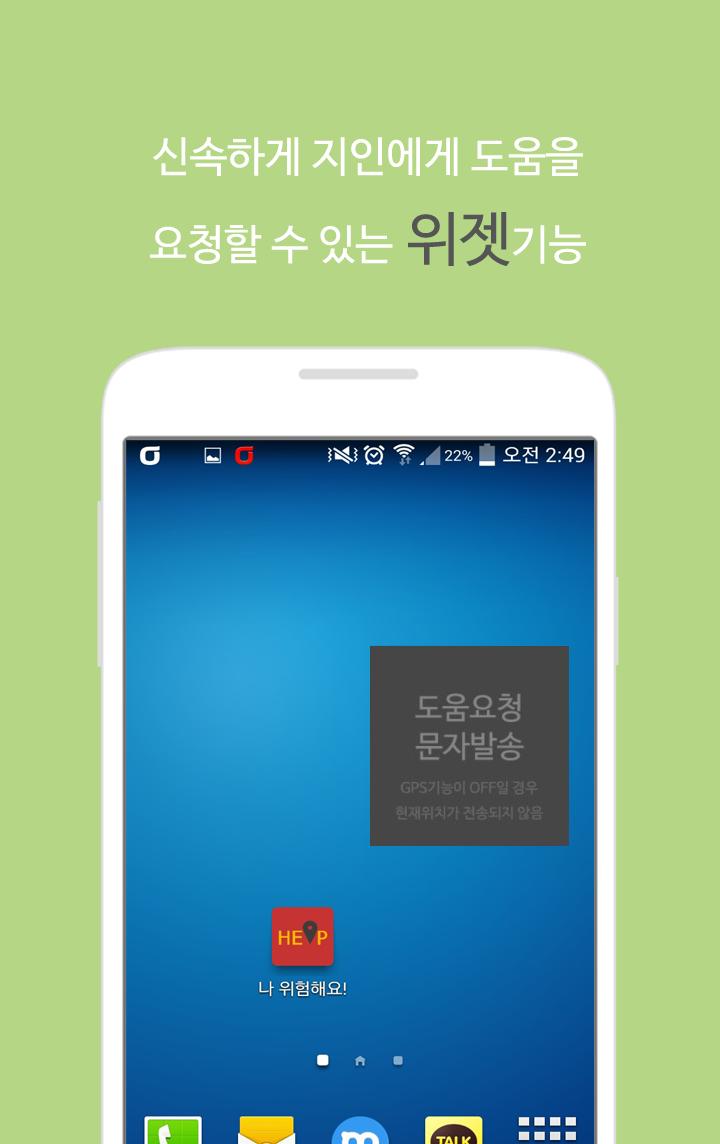 신속하게 지인에게 도움을
요청할 수 있는 위젯기능
22% 오전 2:49
도움요청
문자발송
GPS기능이 OFF일 경우
현재위치가 전송되지 않음
HELP
나 위험해요!
TALK